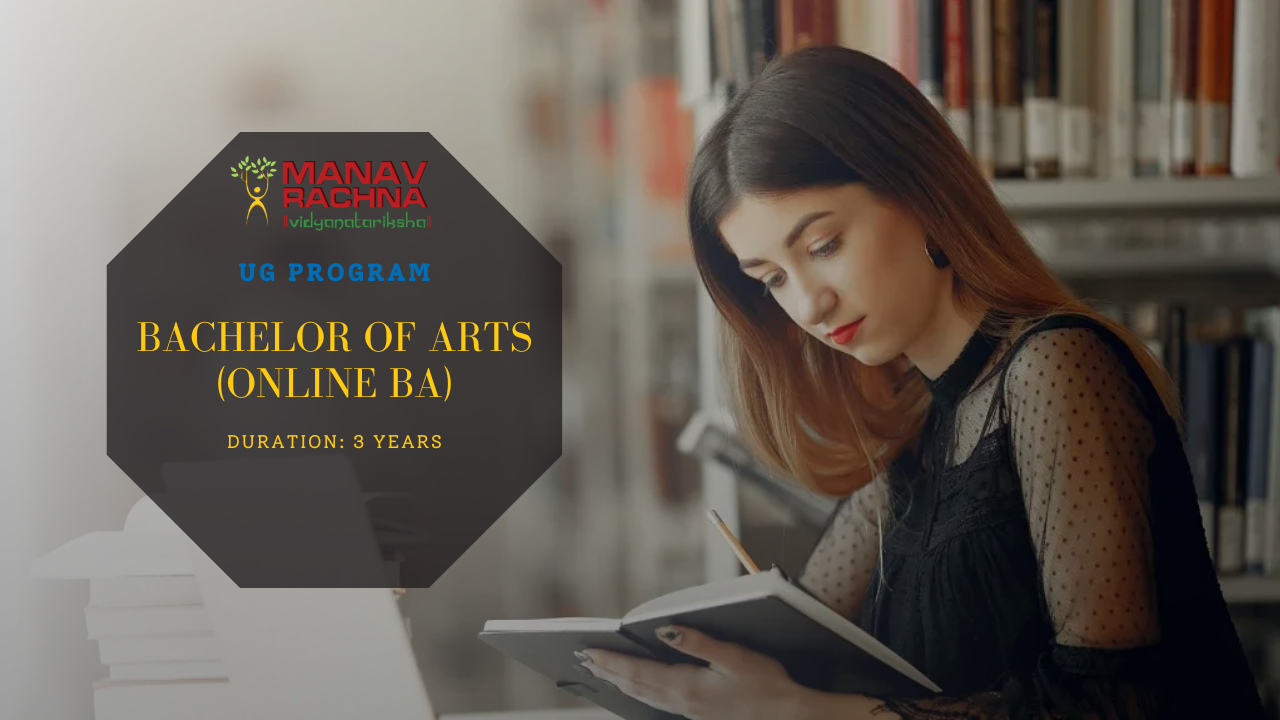 MANAV
RACHNA
vidyanatariksha
UG PROGRAM
BACHELOR OF ARTS
(ONLINE BA)
DURATION: 3 YEARS